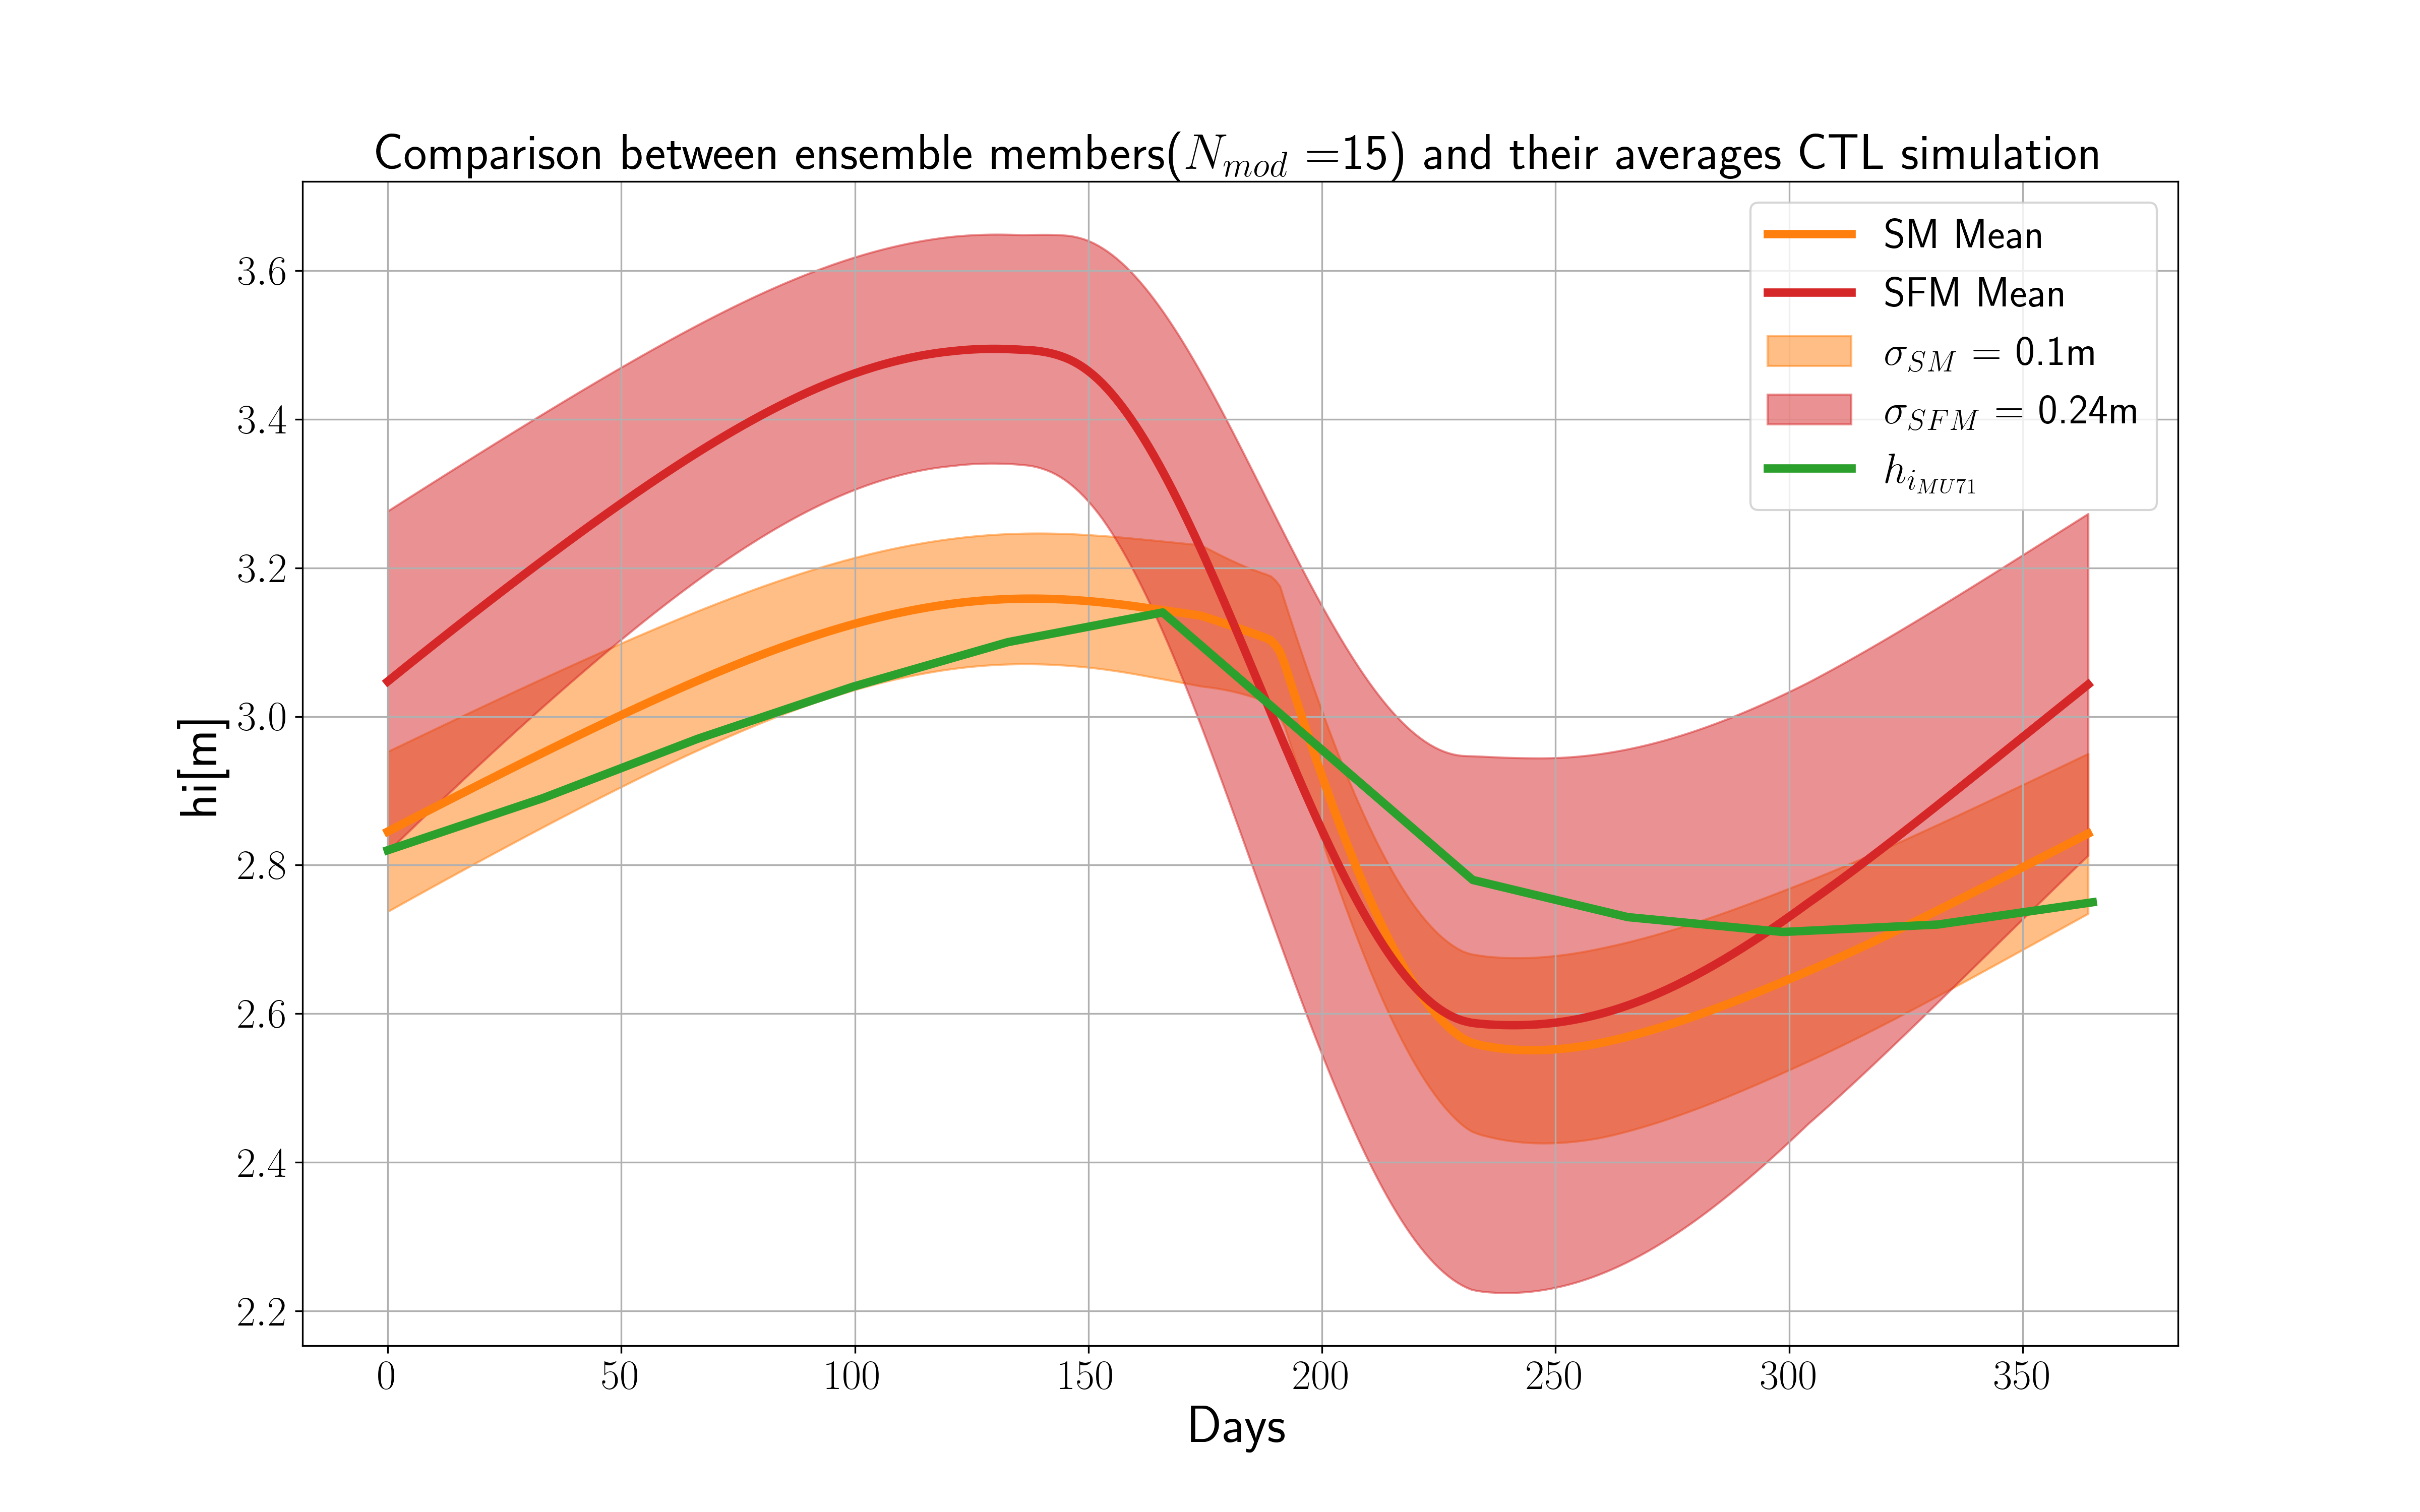 Comparison between ensemble members(N_mod =15) and their averages CTL simulation
SM Mean
SFM Mean
σ_SM = 0.1m
σ_SFM = 0.24m
h_i_MU71
hi[m]
3.6
3.4
3.2
3.0
2.8
2.6
2.4
2.2
0 50 100 150 200 250 300 350
Days